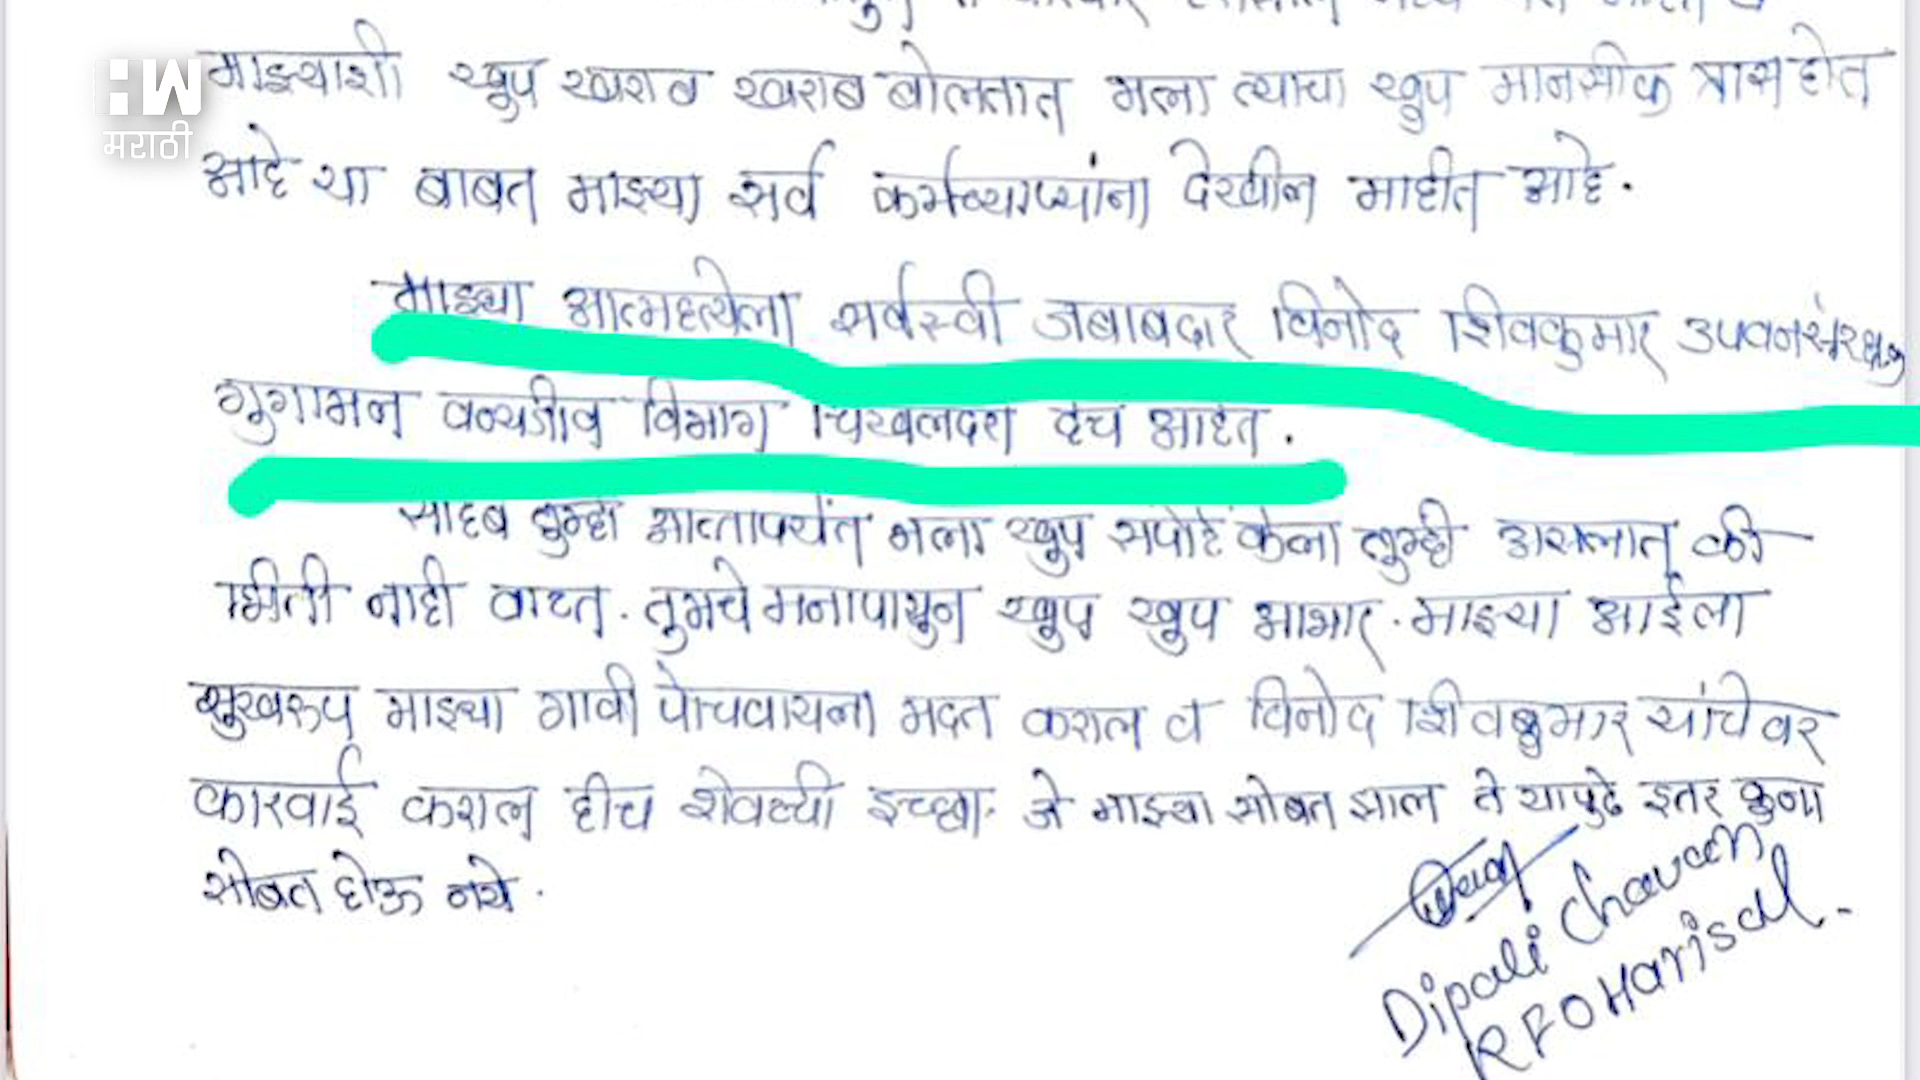 माझ्याशी खुप खराब खराब बोलतात मला त्याचा खुप मानसीक त्रास होत
आहे या बाबत माझ्या सर्व कर्मचाऱ्यांना देखील माहीत आहे.
माझ्या आत्महत्येला सर्वस्वी जबाबदार विनोद शिवकुमार उपवनसंरक्षक
गुगामल वन्यजीव विभाग चिखलदरा हेच आहेत.
साहेब तुम्ही आत्तापर्यंत मला खुप सपोर्ट केला तुम्ही असलात की
भिती नाही वाटत. तुमचे मनापासुन खुप खुप आभार. माझ्या आईला
सुखरुप माझ्या गावी पोचवायला मदत कराल व विनोद शिवकुमार यांचेवर
कारवाई कराल हीच शेवटची इच्छा. जे माझ्या सोबत झाल ते यापुढे इतर कुना
सोबत होऊ नये.
Dipali Chavan
RFO Harisal.
HW
मराठी